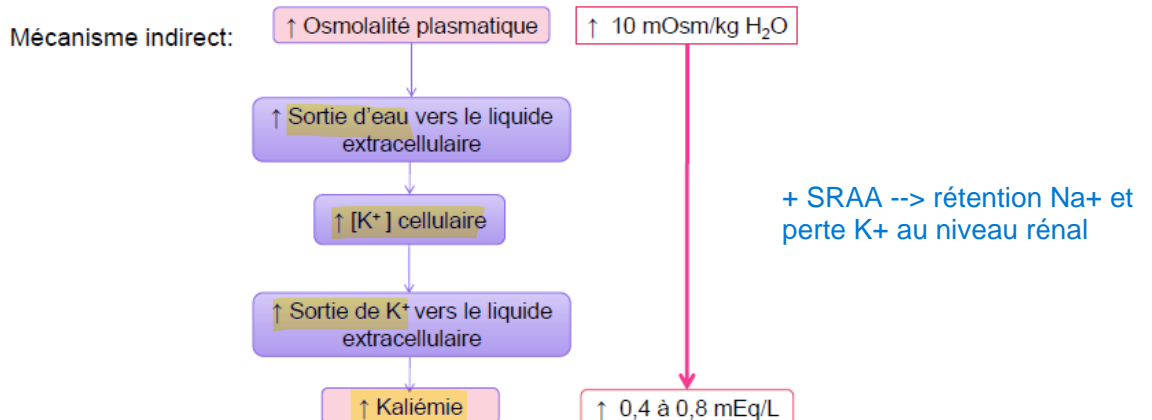 Mécanisme indirect:
↑ Osmolalité plasmatique
↑ 10 mOsm/kg H₂O
↑ Sortie d'eau vers le liquide
extracellulaire
↑ [K⁺] cellulaire
+ SRAA --> rétention Na+ et
perte K+ au niveau rénal
↑ Sortie de K⁺ vers le liquide
extracellulaire
↑ Kaliémie
↑ 0,4 à 0,8 mEq/L